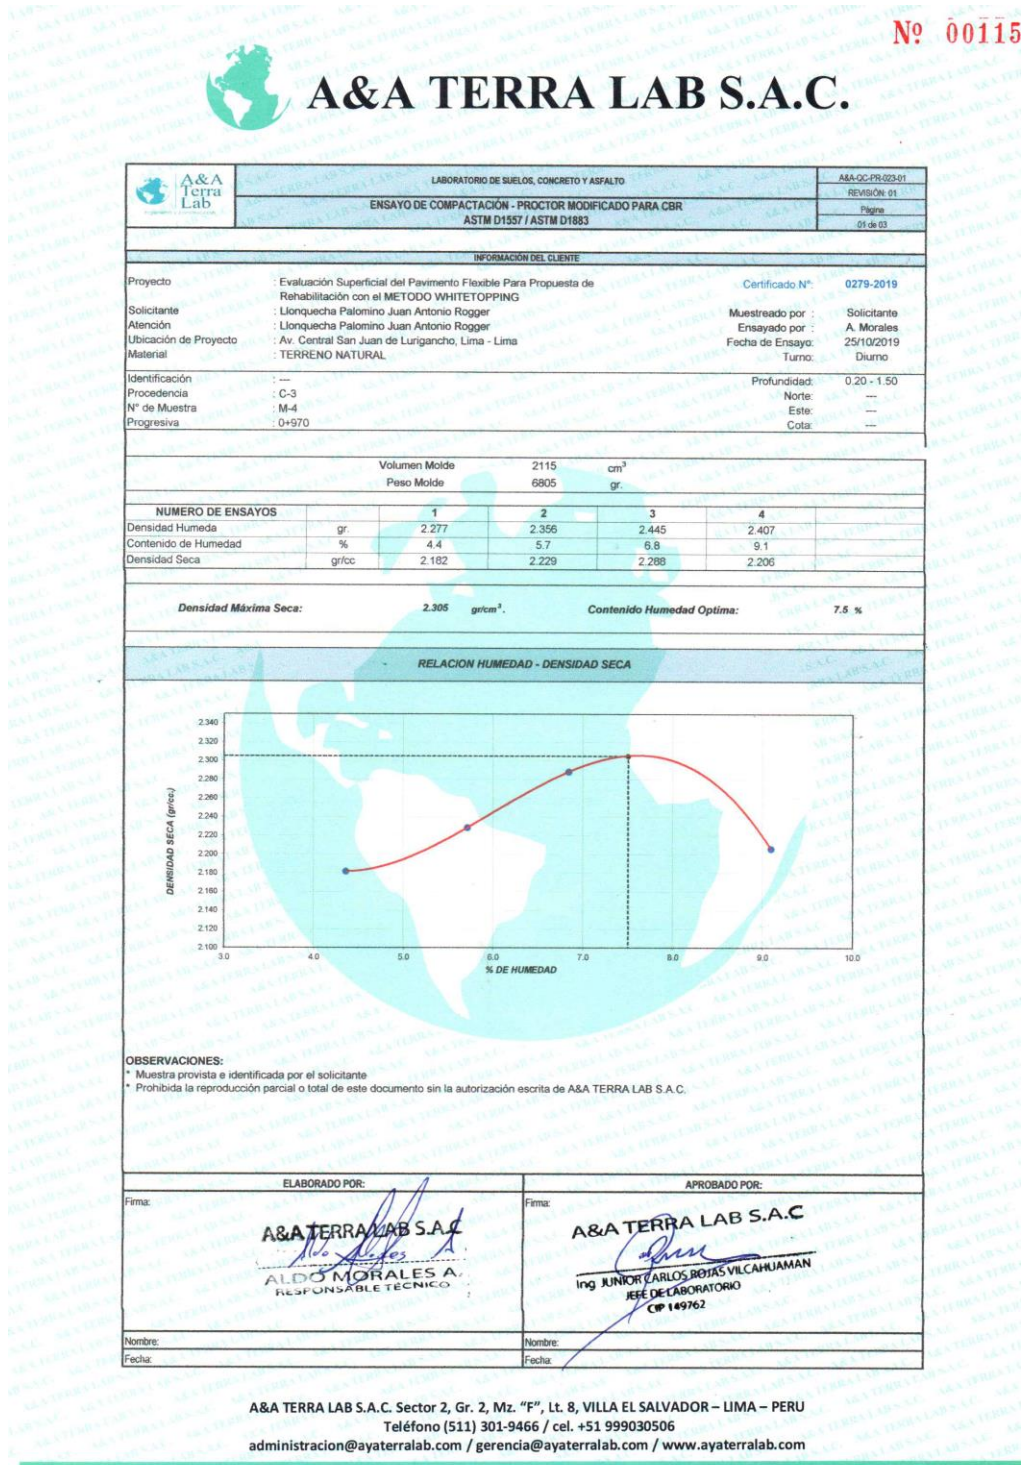 Nº 00115
A&A TERRA LAB S.A.C.
A&A
Terra
Lab
LABORATORIO DE SUELOS, CONCRETO Y ASFALTO
ENSAYO DE COMPACTACIÓN - PROCTOR MODIFICADO PARA CBR
ASTM D1557 / ASTM D1883
A&A-QC-PR-023-01
REVISIÓN: 01
Página
01 de 03
INFORMACIÓN DEL CLIENTE
Proyecto : Evaluación Superficial del Pavimento Flexible Para Propuesta de
Rehabilitación con el METODO WHITETOPPING
Certificado N°: 0279-2019
Solicitante : Llonquecha Palomino Juan Antonio Rogger
Muestreado por : Solicitante
Atención : Llonquecha Palomino Juan Antonio Rogger
Ensayado por : A. Morales
Ubicación de Proyecto : Av. Central San Juan de Lurigancho, Lima - Lima
Fecha de Ensayo: 25/10/2019
Material : TERRENO NATURAL
Turno: Diurno
Identificación : ---
Profundidad: 0.20 - 1.50
Procedencia : C-3
Norte: ---
N° de Muestra : M-4
Este: ---
Progresiva : 0+970
Cota: ---
Volumen Molde 2115 cm³
Peso Molde 6805 gr.
NUMERO DE ENSAYOS 1 2 3 4
Densidad Humeda gr. 2.277 2.356 2.445 2.407
Contenido de Humedad % 4.4 5.7 6.8 9.1
Densidad Seca gr/cc 2.182 2.229 2.288 2.206
Densidad Máxima Seca: 2.305 gr/cm³. Contenido Humedad Optima: 7.5 %
RELACION HUMEDAD - DENSIDAD SECA
DENSIDAD SECA (gr/cc.)
2.340
2.320
2.300
2.280
2.260
2.240
2.220
2.200
2.180
2.160
2.140
2.120
2.100
3.0 4.0 5.0 6.0 7.0 8.0 9.0 10.0
% DE HUMEDAD
OBSERVACIONES:
* Muestra provista e identificada por el solicitante
* Prohibida la reproducción parcial o total de este documento sin la autorización escrita de A&A TERRA LAB S.A.C.
ELABORADO POR:
Firma:
A&A TERRA LAB S.A.C
ALDO MORALES A.
RESPONSABLE TÉCNICO
Nombre:
Fecha:
APROBADO POR:
Firma:
A&A TERRA LAB S.A.C
Ing. JUNIOR CARLOS ROJAS VILCAHUAMAN
JEFE DE LABORATORIO
CIP 149762
Nombre:
Fecha:
A&A TERRA LAB S.A.C. Sector 2, Gr. 2, Mz. “F”, Lt. 8, VILLA EL SALVADOR – LIMA – PERU
Teléfono (511) 301-9466 / cel. +51 999030506
administracion@ayaterralab.com / gerencia@ayaterralab.com / www.ayaterralab.com